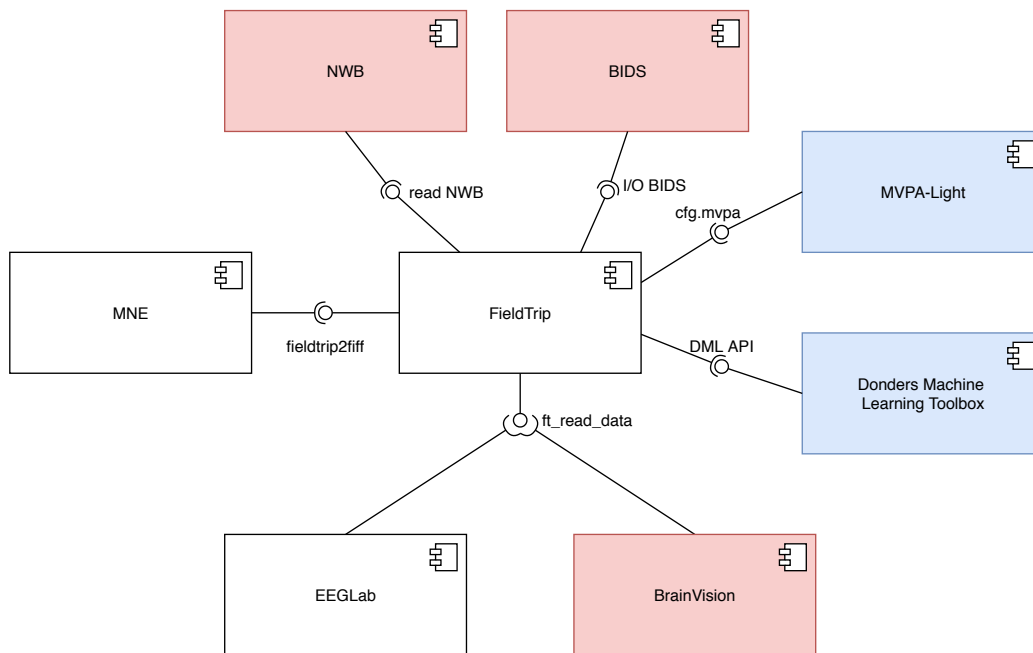 NWB
BIDS
read NWB
I/O BIDS
MVPA-Light
cfg.mvpa
MNE
FieldTrip
fieldtrip2fiff
DML API
Donders Machine
Learning Toolbox
ft_read_data
EEGLab
BrainVision